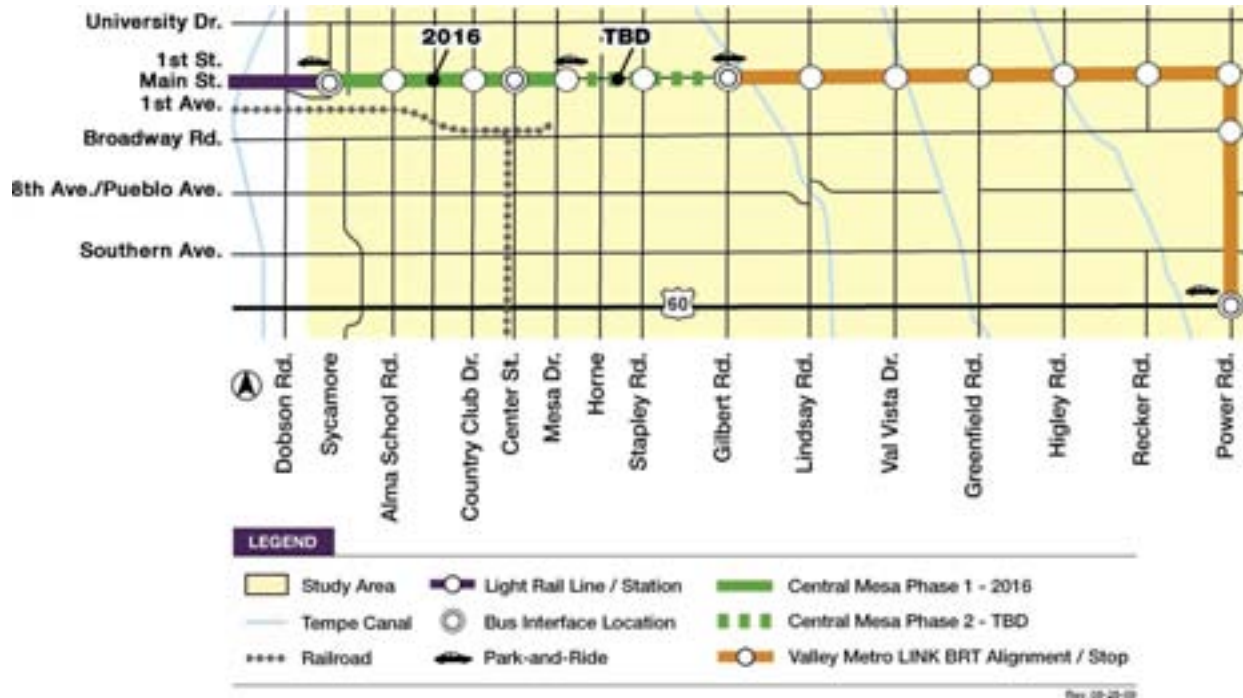 University Dr.
2016
TBD
1st St.
Main St.
1st Ave.
Broadway Rd.
8th Ave./Pueblo Ave.
Southern Ave.
60
Dobson Rd.
Sycamore
Alma School Rd.
Country Club Dr.
Center St.
Mesa Dr.
Horne
Stapley Rd.
Gilbert Rd.
Lindsay Rd.
Val Vista Dr.
Greenfield Rd.
Higley Rd.
Recker Rd.
Power Rd.
LEGEND
Study Area
Light Rail Line / Station
Central Mesa Phase 1 - 2016
Tempe Canal
Bus Interface Location
Central Mesa Phase 2 - TBD
Railroad
Park-and-Ride
Valley Metro LINK BRT Alignment / Stop